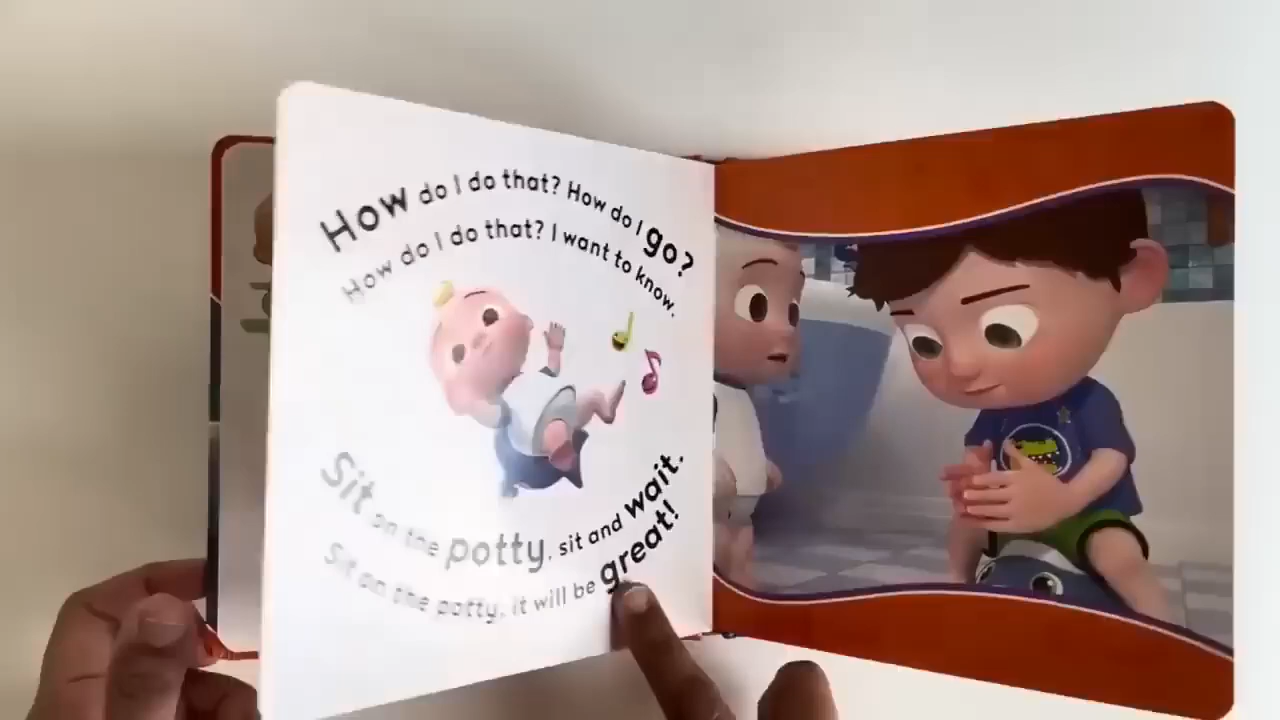 How do I do that? How do I go?
How do I do that? I want to know.
Sit on the potty, sit and wait.
Sit on the potty, it will be great!